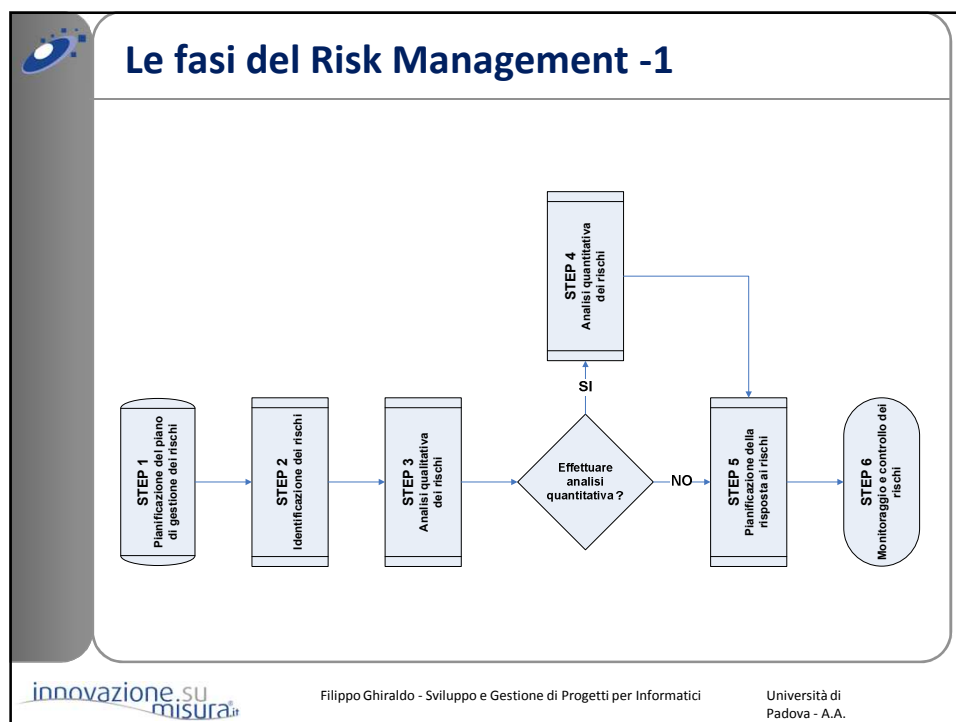 Le fasi del Risk Management -1
STEP 1
Pianificazione del piano
di gestione dei rischi
STEP 2
Identificazione dei rischi
STEP 3
Analisi qualitativa
dei rischi
Effettuare
analisi
quantitativa ?
SI
STEP 4
Analisi quantitativa
dei rischi
NO
STEP 5
Pianificazione della
risposta ai rischi
STEP 6
Monitoraggio e controllo dei
rischi
innovazione.su
misura.it
Filippo Ghiraldo - Sviluppo e Gestione di Progetti per Informatici
Università di
Padova - A.A.